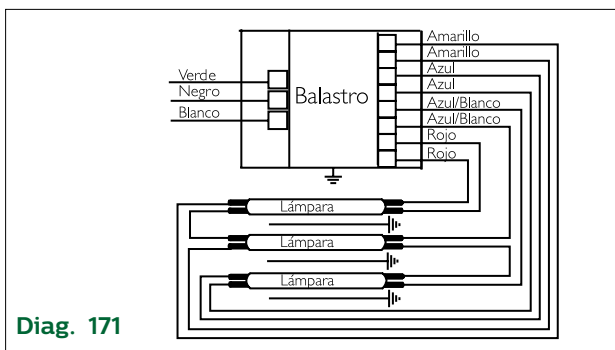 Amarillo
Amarillo
Azul
Azul
Azul/Blanco
Azul/Blanco
Rojo
Rojo
Verde
Negro
Blanco
Balastro
Lámpara
Lámpara
Lámpara
Diag. 171